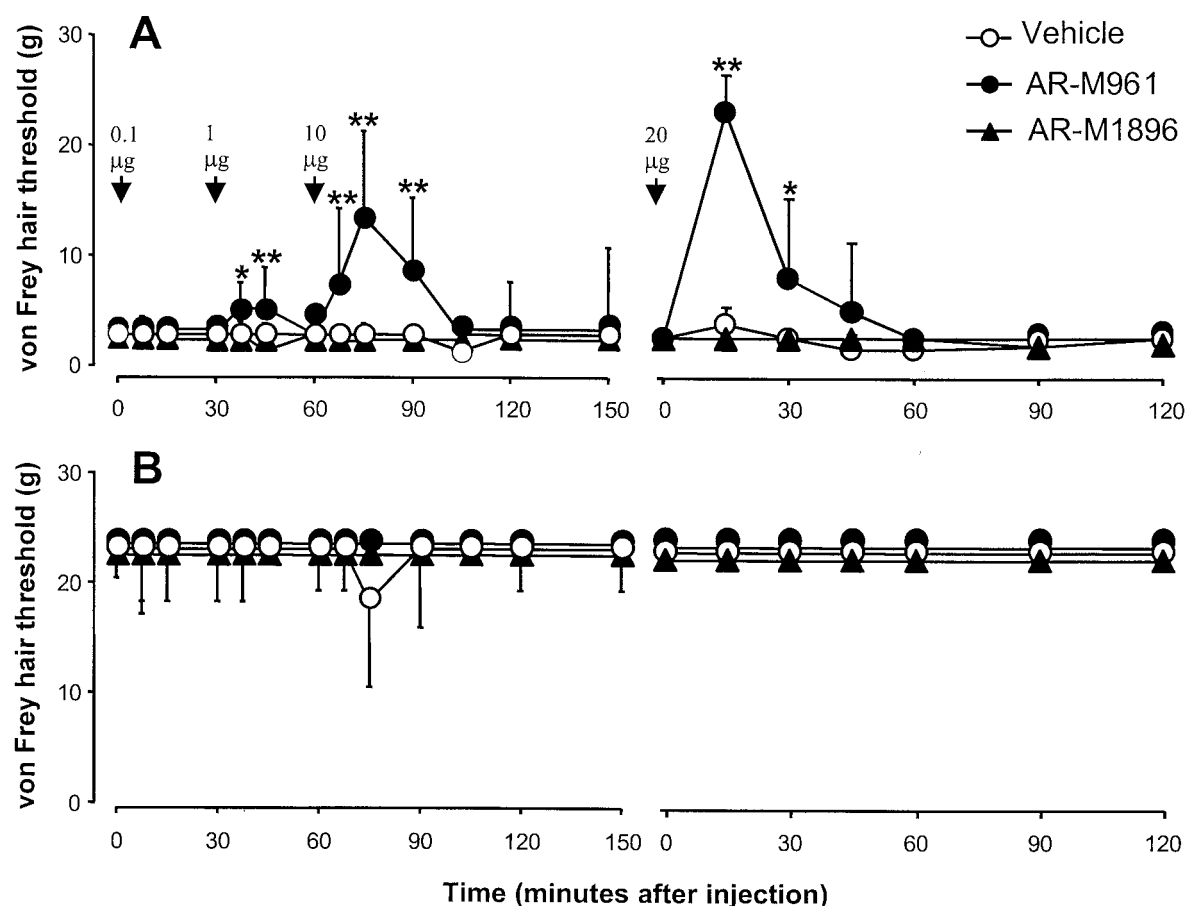 A
von Frey hair threshold (g)
30
20
10
0
0.1 µg
1 µg
10 µg
20 µg
*
**
**
**
**
**
*
Vehicle
AR-M961
AR-M1896
0 30 60 90 120 150
0 30 60 90 120
B
von Frey hair threshold (g)
30
20
10
0
0 30 60 90 120 150
0 30 60 90 120
Time (minutes after injection)